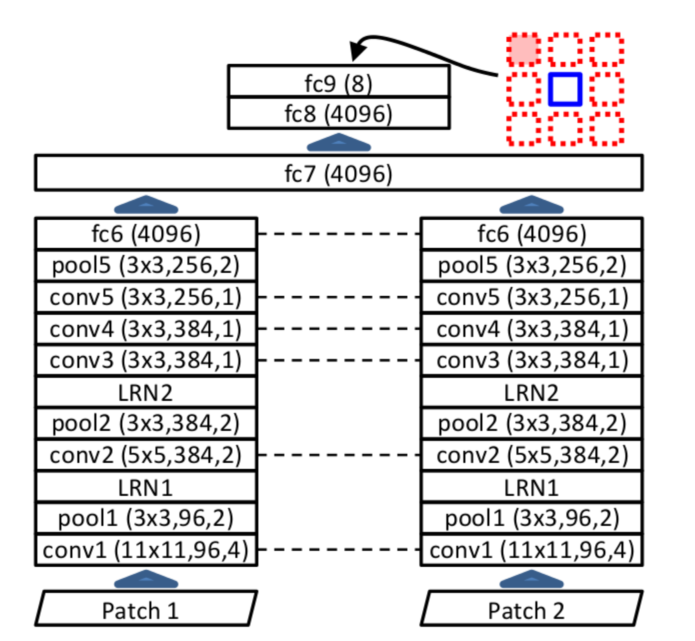 fc9 (8)
fc8 (4096)
fc7 (4096)
fc6 (4096)
pool5 (3x3,256,2)
conv5 (3x3,256,1)
conv4 (3x3,384,1)
conv3 (3x3,384,1)
LRN2
pool2 (3x3,384,2)
conv2 (5x5,384,2)
LRN1
pool1 (3x3,96,2)
conv1 (11x11,96,4)
Patch 1
fc6 (4096)
pool5 (3x3,256,2)
conv5 (3x3,256,1)
conv4 (3x3,384,1)
conv3 (3x3,384,1)
LRN2
pool2 (3x3,384,2)
conv2 (5x5,384,2)
LRN1
pool1 (3x3,96,2)
conv1 (11x11,96,4)
Patch 2